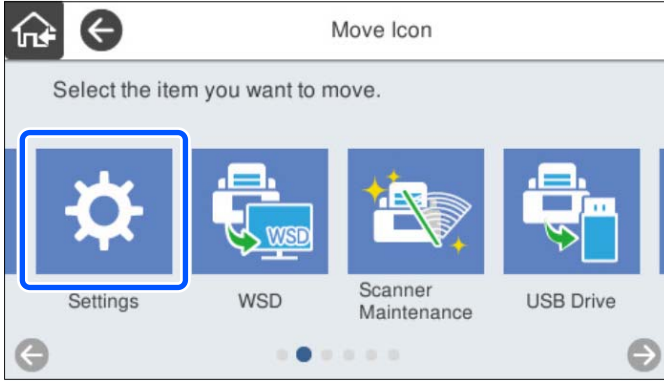 Move Icon
Select the item you want to move.
WSD
Settings
WSD
Scanner
Maintenance
USB Drive